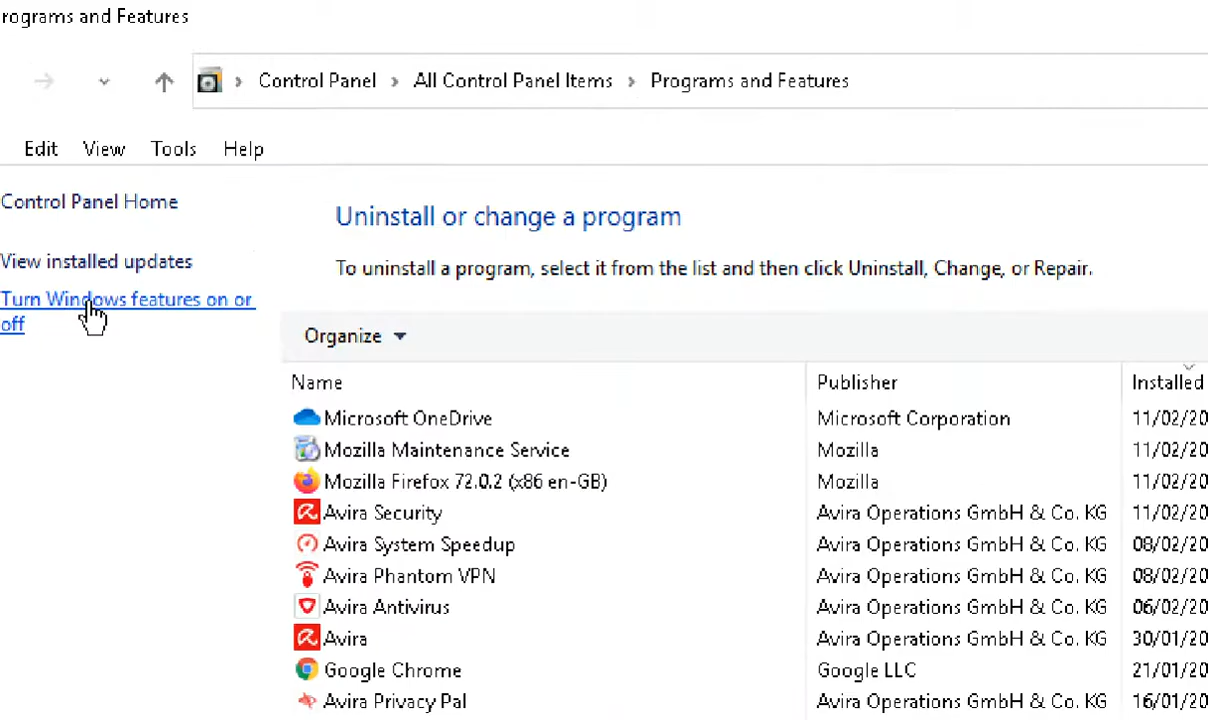 rograms and Features
Control Panel › All Control Panel Items › Programs and Features
Edit View Tools Help
Control Panel Home
View installed updates
Turn Windows features on or
off
Uninstall or change a program
To uninstall a program, select it from the list and then click Uninstall, Change, or Repair.
Organize
Name Publisher Installed
Microsoft OneDrive Microsoft Corporation 11/02/20
Mozilla Maintenance Service Mozilla 11/02/20
Mozilla Firefox 72.0.2 (x86 en-GB) Mozilla 11/02/20
Avira Security Avira Operations GmbH & Co. KG 11/02/20
Avira System Speedup Avira Operations GmbH & Co. KG 08/02/20
Avira Phantom VPN Avira Operations GmbH & Co. KG 08/02/20
Avira Antivirus Avira Operations GmbH & Co. KG 06/02/20
Avira Avira Operations GmbH & Co. KG 30/01/20
Google Chrome Google LLC 21/01/20
Avira Privacy Pal Avira Operations GmbH & Co. KG 16/01/20